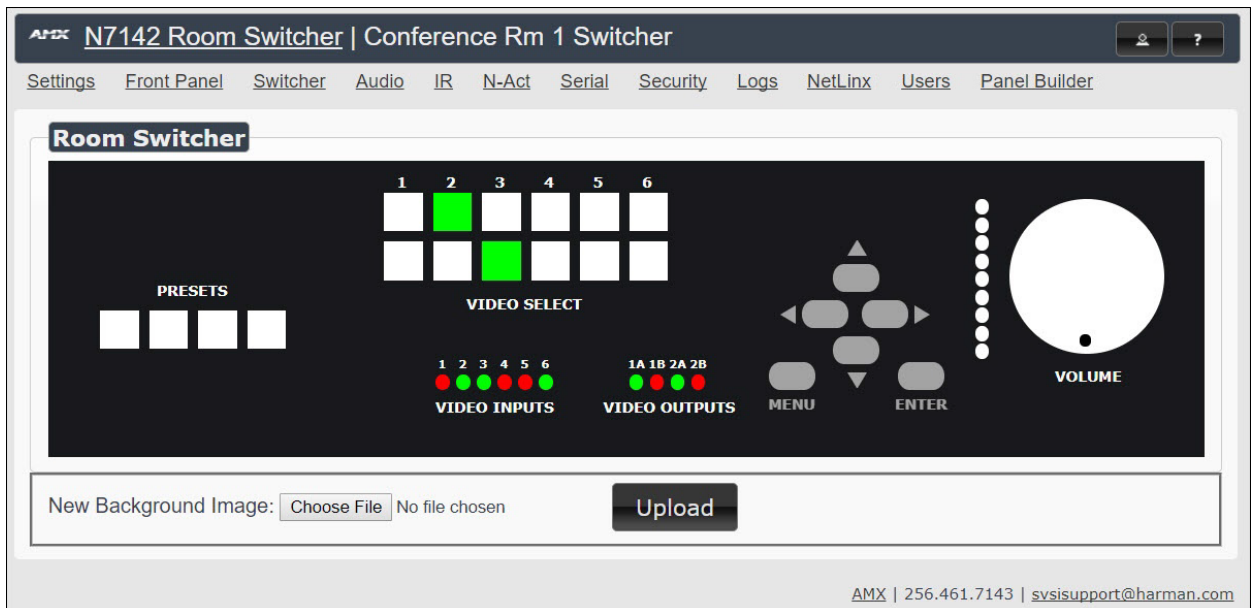 AMX N7142 Room Switcher | Conference Rm 1 Switcher ?
Settings Front Panel Switcher Audio IR N-Act Serial Security Logs NetLinx Users Panel Builder
Room Switcher
1 2 3 4 5 6
VIDEO SELECT
PRESETS
1 2 3 4 5 6
VIDEO INPUTS
1A 1B 2A 2B
VIDEO OUTPUTS
MENU
ENTER
VOLUME
New Background Image: Choose File No file chosen Upload
AMX | 256.461.7143 | svsisupport@harman.com